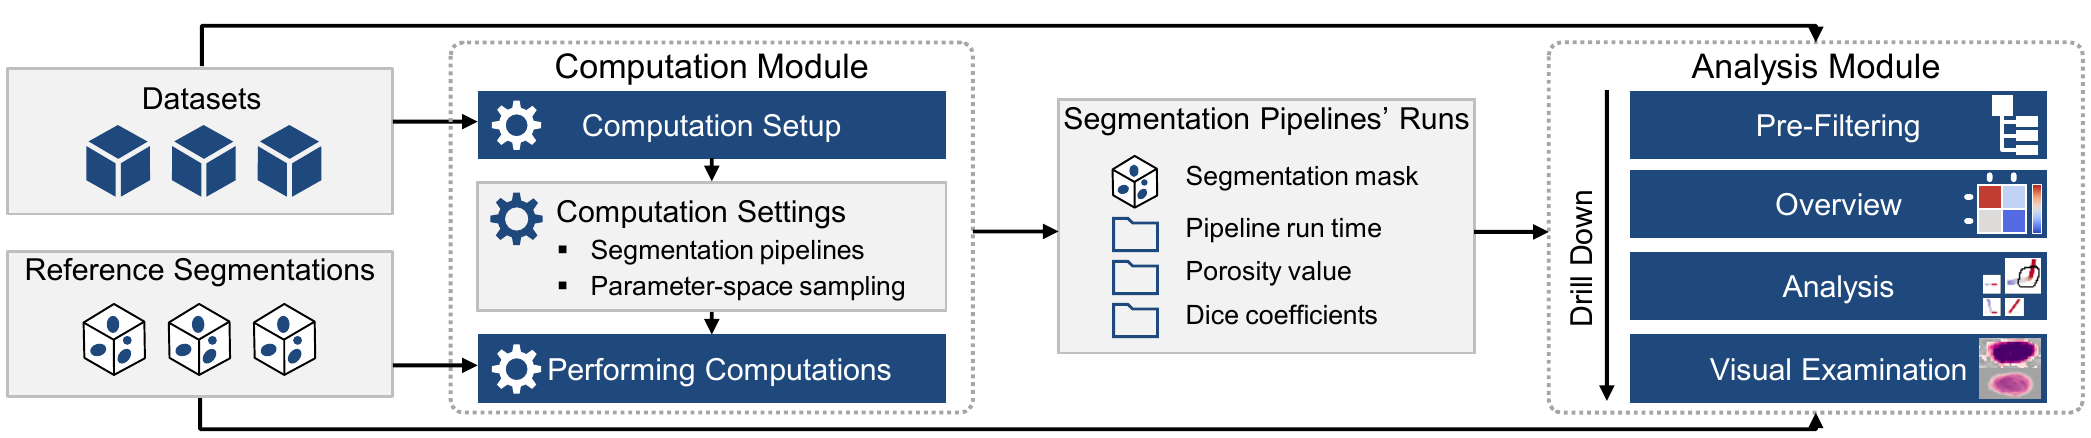 Datasets
Reference Segmentations
Computation Module
Computation Setup
Computation Settings
▪ Segmentation pipelines
▪ Parameter-space sampling
Performing Computations
Segmentation Pipelines’ Runs
Segmentation mask
Pipeline run time
Porosity value
Dice coefficients
Analysis Module
Drill Down
Pre-Filtering
Overview
Analysis
Visual Examination